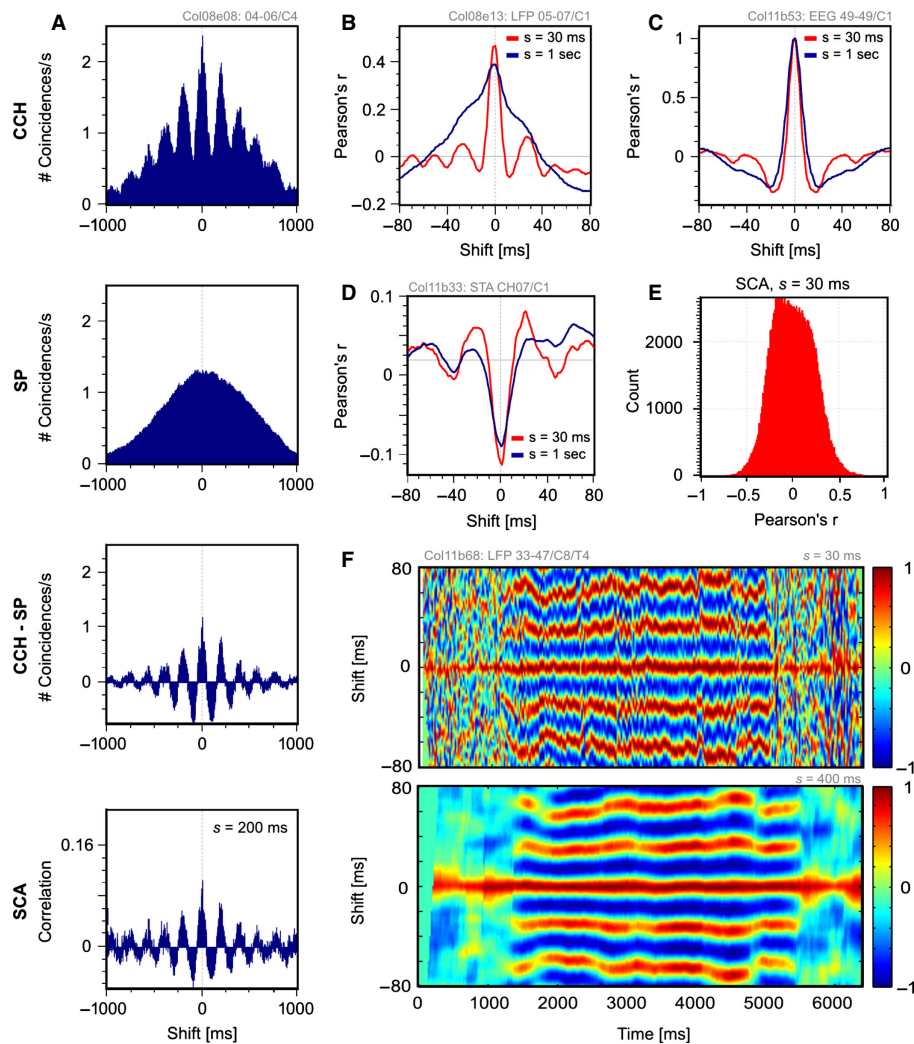 A
Col08e08: 04-06/C4
CCH
# Coincidences/s
2
1
0
−1000
0
1000
SP
# Coincidences/s
2
1
0
−1000
0
1000
CCH - SP
# Coincidences/s
2
1
0
−1000
0
1000
SCA
Correlation
s = 200 ms
0.16
0
−1000
0
1000
Shift [ms]
B
Col08e13: LFP 05-07/C1
s = 30 ms
s = 1 sec
Pearson's r
0.4
0.2
0
−0.2
−80
−40
0
40
80
Shift [ms]
C
Col11b53: EEG 49-49/C1
s = 30 ms
s = 1 sec
Pearson's r
1
0.5
0
−80
−40
0
40
80
Shift [ms]
D
Col11b33: STA CH07/C1
Pearson's r
0.1
0
−0.1
s = 30 ms
s = 1 sec
−80
−40
0
40
80
Shift [ms]
E
SCA, s = 30 ms
Count
2000
1000
0
−1
−0.5
0
0.5
1
Pearson's r
F
Col11b68: LFP 33-47/C8/T4
s = 30 ms
Shift [ms]
80
0
−80
1
0
−1
s = 400 ms
Shift [ms]
80
0
−80
1
0
−1
0
1000
2000
3000
4000
5000
6000
Time [ms]